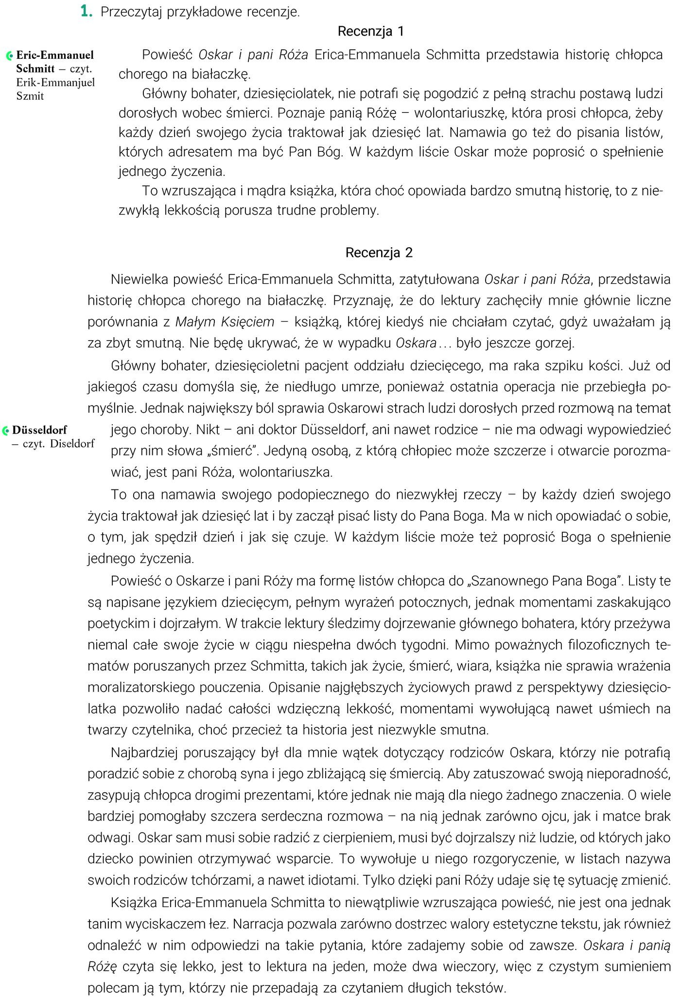 1. Przeczytaj przykładowe recenzje.
Recenzja 1
Eric-Emmanuel
Schmitt – czyt.
Erik-Emmanjuel
Szmit
Powieść Oskar i pani Róża Erica-Emmanuela Schmitta przedstawia historię chłopca
chorego na białaczkę.
Główny bohater, dziesięciolatek, nie potrafi się pogodzić z pełną strachu postawą ludzi
dorosłych wobec śmierci. Poznaje panią Różę – wolontariuszkę, która prosi chłopca, żeby
każdy dzień swojego życia traktował jak dziesięć lat. Namawia go też do pisania listów,
których adresatem ma być Pan Bóg. W każdym liście Oskar może poprosić o spełnienie
jednego życzenia.
To wzruszająca i mądra książka, która choć opowiada bardzo smutną historię, to z nie-
zwykłą lekkością porusza trudne problemy.
Recenzja 2
Niewielka powieść Erica-Emmanuela Schmitta, zatytułowana Oskar i pani Róża, przedstawia
historię chłopca chorego na białaczkę. Przyznaję, że do lektury zachęciły mnie głównie liczne
porównania z Małym Księciem – książką, której kiedyś nie chciałam czytać, gdyż uważałam ją
za zbyt smutną. Nie będę ukrywać, że w wypadku Oskara… było jeszcze gorzej.
Główny bohater, dziesięcioletni pacjent oddziału dziecięcego, ma raka szpiku kości. Już od
jakiegoś czasu domyśla się, że niedługo umrze, ponieważ ostatnia operacja nie przebiegła po-
myślnie. Jednak największy ból sprawia Oskarowi strach ludzi dorosłych przed rozmową na temat
Düsseldorf
– czyt. Diseldorf
jego choroby. Nikt – ani doktor Düsseldorf, ani nawet rodzice – nie ma odwagi wypowiedzieć
przy nim słowa „śmierć”. Jedyną osobą, z którą chłopiec może szczerze i otwarcie porozma-
wiać, jest pani Róża, wolontariuszka.
To ona namawia swojego podopiecznego do niezwykłej rzeczy – by każdy dzień swojego
życia traktował jak dziesięć lat i by zaczął pisać listy do Pana Boga. Ma w nich opowiadać o sobie,
o tym, jak spędził dzień i jak się czuje. W każdym liście może też poprosić Boga o spełnienie
jednego życzenia.
Powieść o Oskarze i pani Róży ma formę listów chłopca do „Szanownego Pana Boga”. Listy te
są napisane językiem dziecięcym, pełnym wyrażeń potocznych, jednak momentami zaskakująco
poetyckim i dojrzałym. W trakcie lektury śledzimy dojrzewanie głównego bohatera, który przeżywa
niemal całe swoje życie w ciągu niespełna dwóch tygodni. Mimo poważnych filozoficznych te-
matów poruszanych przez Schmitta, takich jak życie, śmierć, wiara, książka nie sprawia wrażenia
moralizatorskiego pouczenia. Opisanie najgłębszych życiowych prawd z perspektywy dziesięcio-
latka pozwoliło nadać całości wdzięczną lekkość, momentami wywołującą nawet uśmiech na
twarzy czytelnika, choć przecież ta historia jest niezwykle smutna.
Najbardziej poruszający był dla mnie wątek dotyczący rodziców Oskara, którzy nie potrafią
poradzić sobie z chorobą syna i jego zbliżającą się śmiercią. Aby zatuszować swoją nieporadność,
zasypują chłopca drogimi prezentami, które jednak nie mają dla niego żadnego znaczenia. O wiele
bardziej pomogłaby szczera serdeczna rozmowa – na nią jednak zarówno ojcu, jak i matce brak
odwagi. Oskar sam musi sobie radzić z cierpieniem, musi być dojrzalszy niż ludzie, od których jako
dziecko powinien otrzymywać wsparcie. To wywołuje u niego rozgoryczenie, w listach nazywa
swoich rodziców tchórzami, a nawet idiotami. Tylko dzięki pani Róży udaje się tę sytuację zmienić.
Książka Erica-Emmanuela Schmitta to niewątpliwie wzruszająca powieść, nie jest ona jednak
tanim wyciskaczem łez. Narracja pozwala zarówno dostrzec walory estetyczne tekstu, jak również
odnaleźć w nim odpowiedzi na takie pytania, które zadajemy sobie od zawsze. Oskara i panią
Różę czyta się lekko, jest to lektura na jeden, może dwa wieczory, więc z czystym sumieniem
polecam ją tym, którzy nie przepadają za czytaniem długich tekstów.